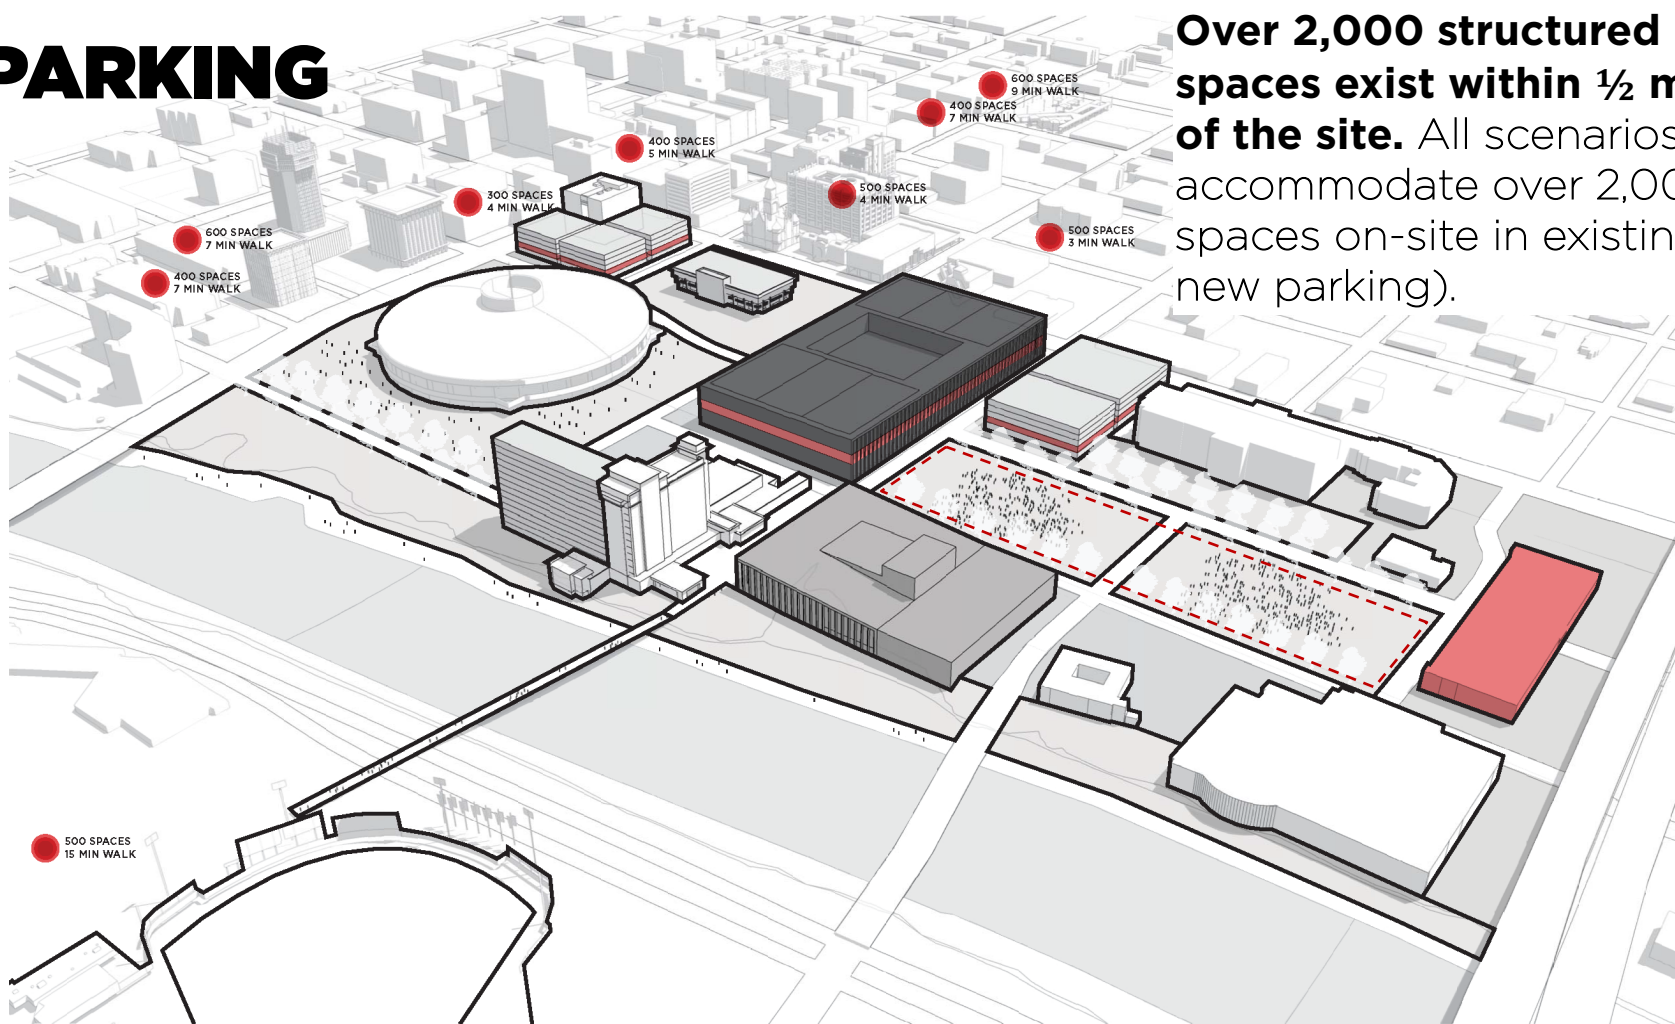 PARKING
Over 2,000 structured
spaces exist within ½ m
of the site. All scenarios
accommodate over 2,00
spaces on-site in existin
new parking).
600 SPACES
9 MIN WALK
400 SPACES
7 MIN WALK
400 SPACES
5 MIN WALK
300 SPACES
4 MIN WALK
500 SPACES
4 MIN WALK
500 SPACES
3 MIN WALK
600 SPACES
7 MIN WALK
400 SPACES
7 MIN WALK
500 SPACES
15 MIN WALK